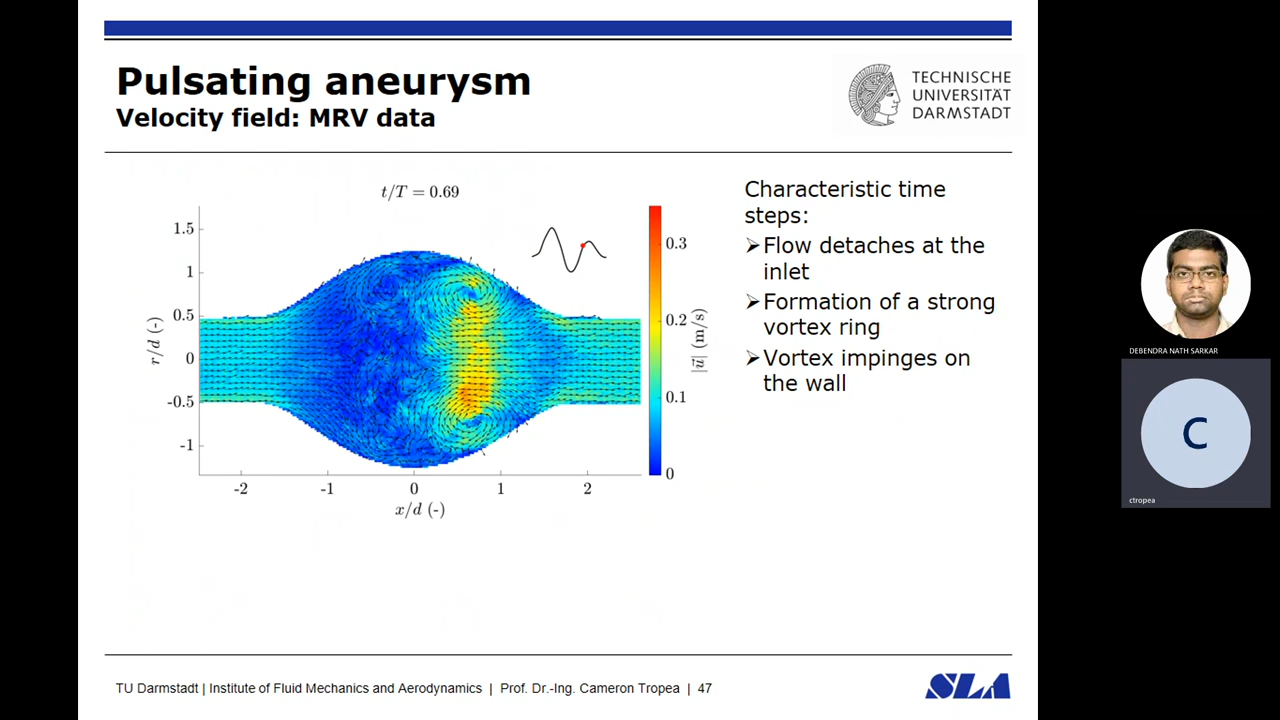 Pulsating aneurysm
Velocity field: MRV data
TECHNISCHE
UNIVERSITÄT
DARMSTADT
t/T = 0.69
1.5
1
0.5
0
-0.5
-1
r/d (-)
-2
-1
0
1
2
x/d (-)
0.3
0.2
0.1
0
|u⃗| (m/s)
Characteristic time
steps:
➢Flow detaches at the
inlet
➢Formation of a strong
vortex ring
➢Vortex impinges on
the wall
DEBENDRA NATH SARKAR
C
ctropea
TU Darmstadt | Institute of Fluid Mechanics and Aerodynamics | Prof. Dr.-Ing. Cameron Tropea | 47
SLA